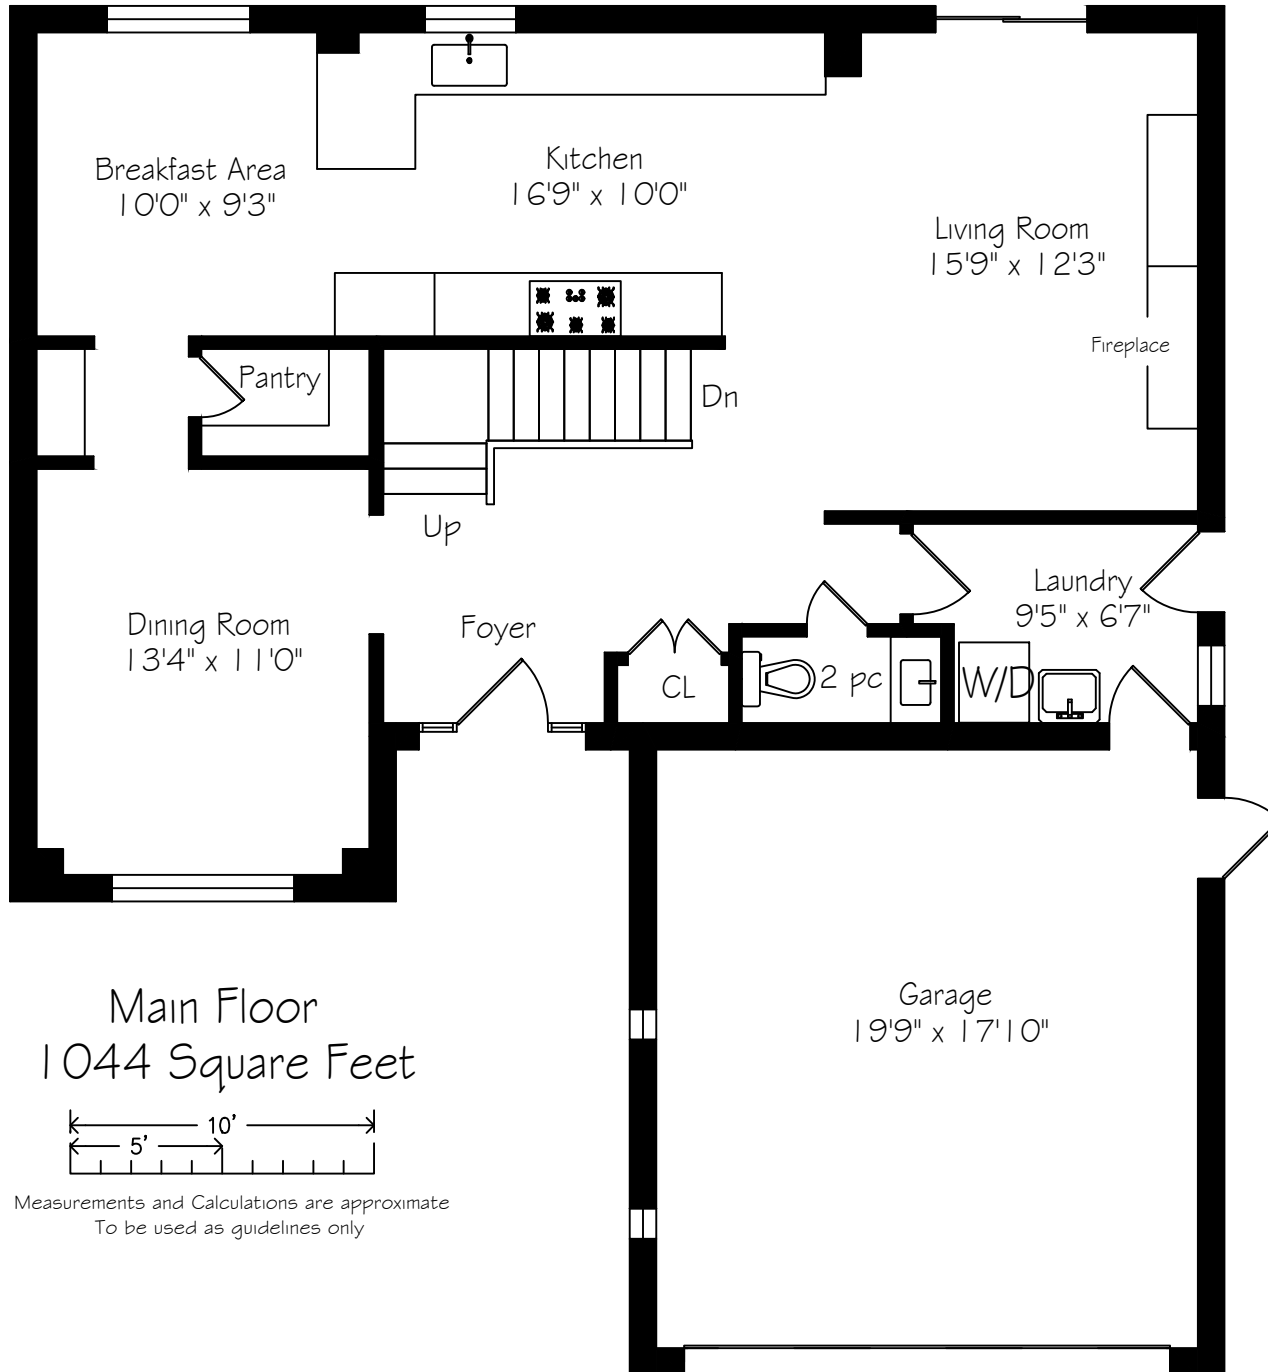 Breakfast Area
10'0" x 9'3"
Kitchen
16'9" x 10'0"
Living Room
15'9" x 12'3"
Fireplace
Pantry
Dn
Up
Dining Room
13'4" x 11'0"
Foyer
CL
2 pc
Laundry
9'5" x 6'7"
W/D
Garage
19'9" x 17'10"
Main Floor
1044 Square Feet
10'
5'
Measurements and Calculations are approximate
To be used as guidelines only